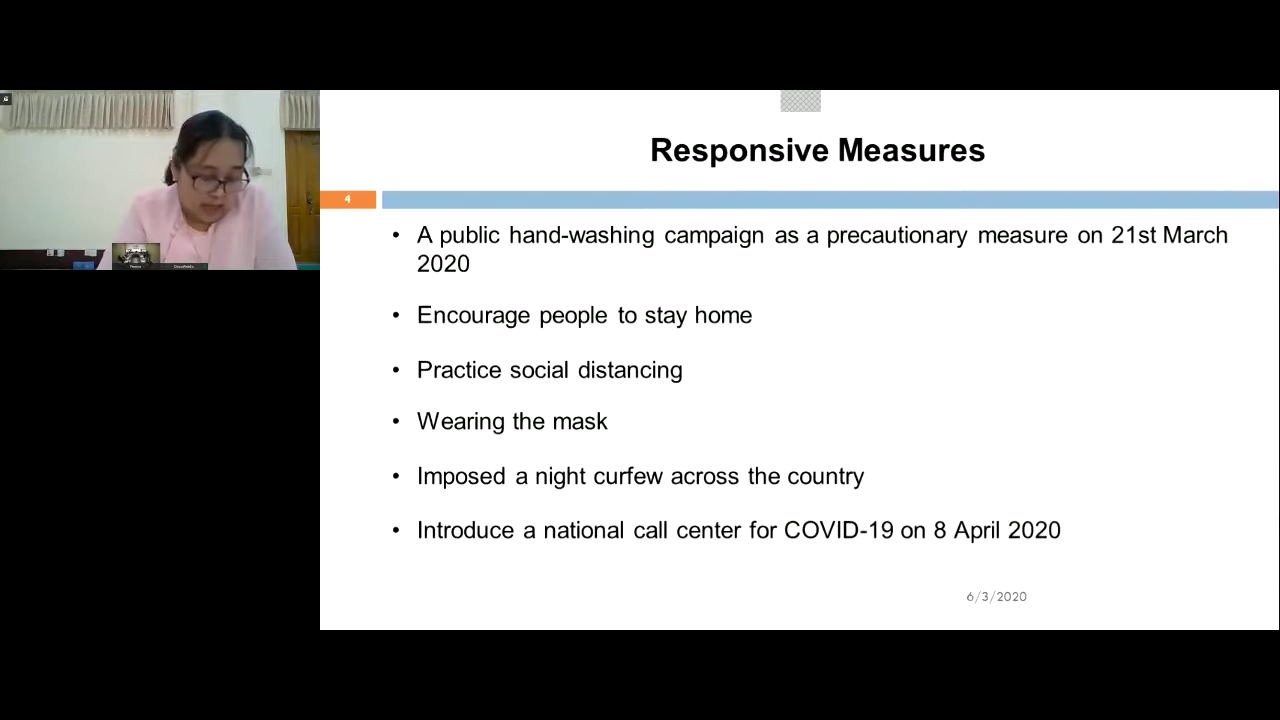 Responsive Measures
4
• A public hand-washing campaign as a precautionary measure on 21st March
2020
• Encourage people to stay home
• Practice social distancing
• Wearing the mask
• Imposed a night curfew across the country
• Introduce a national call center for COVID-19 on 8 April 2020
6/3/2020